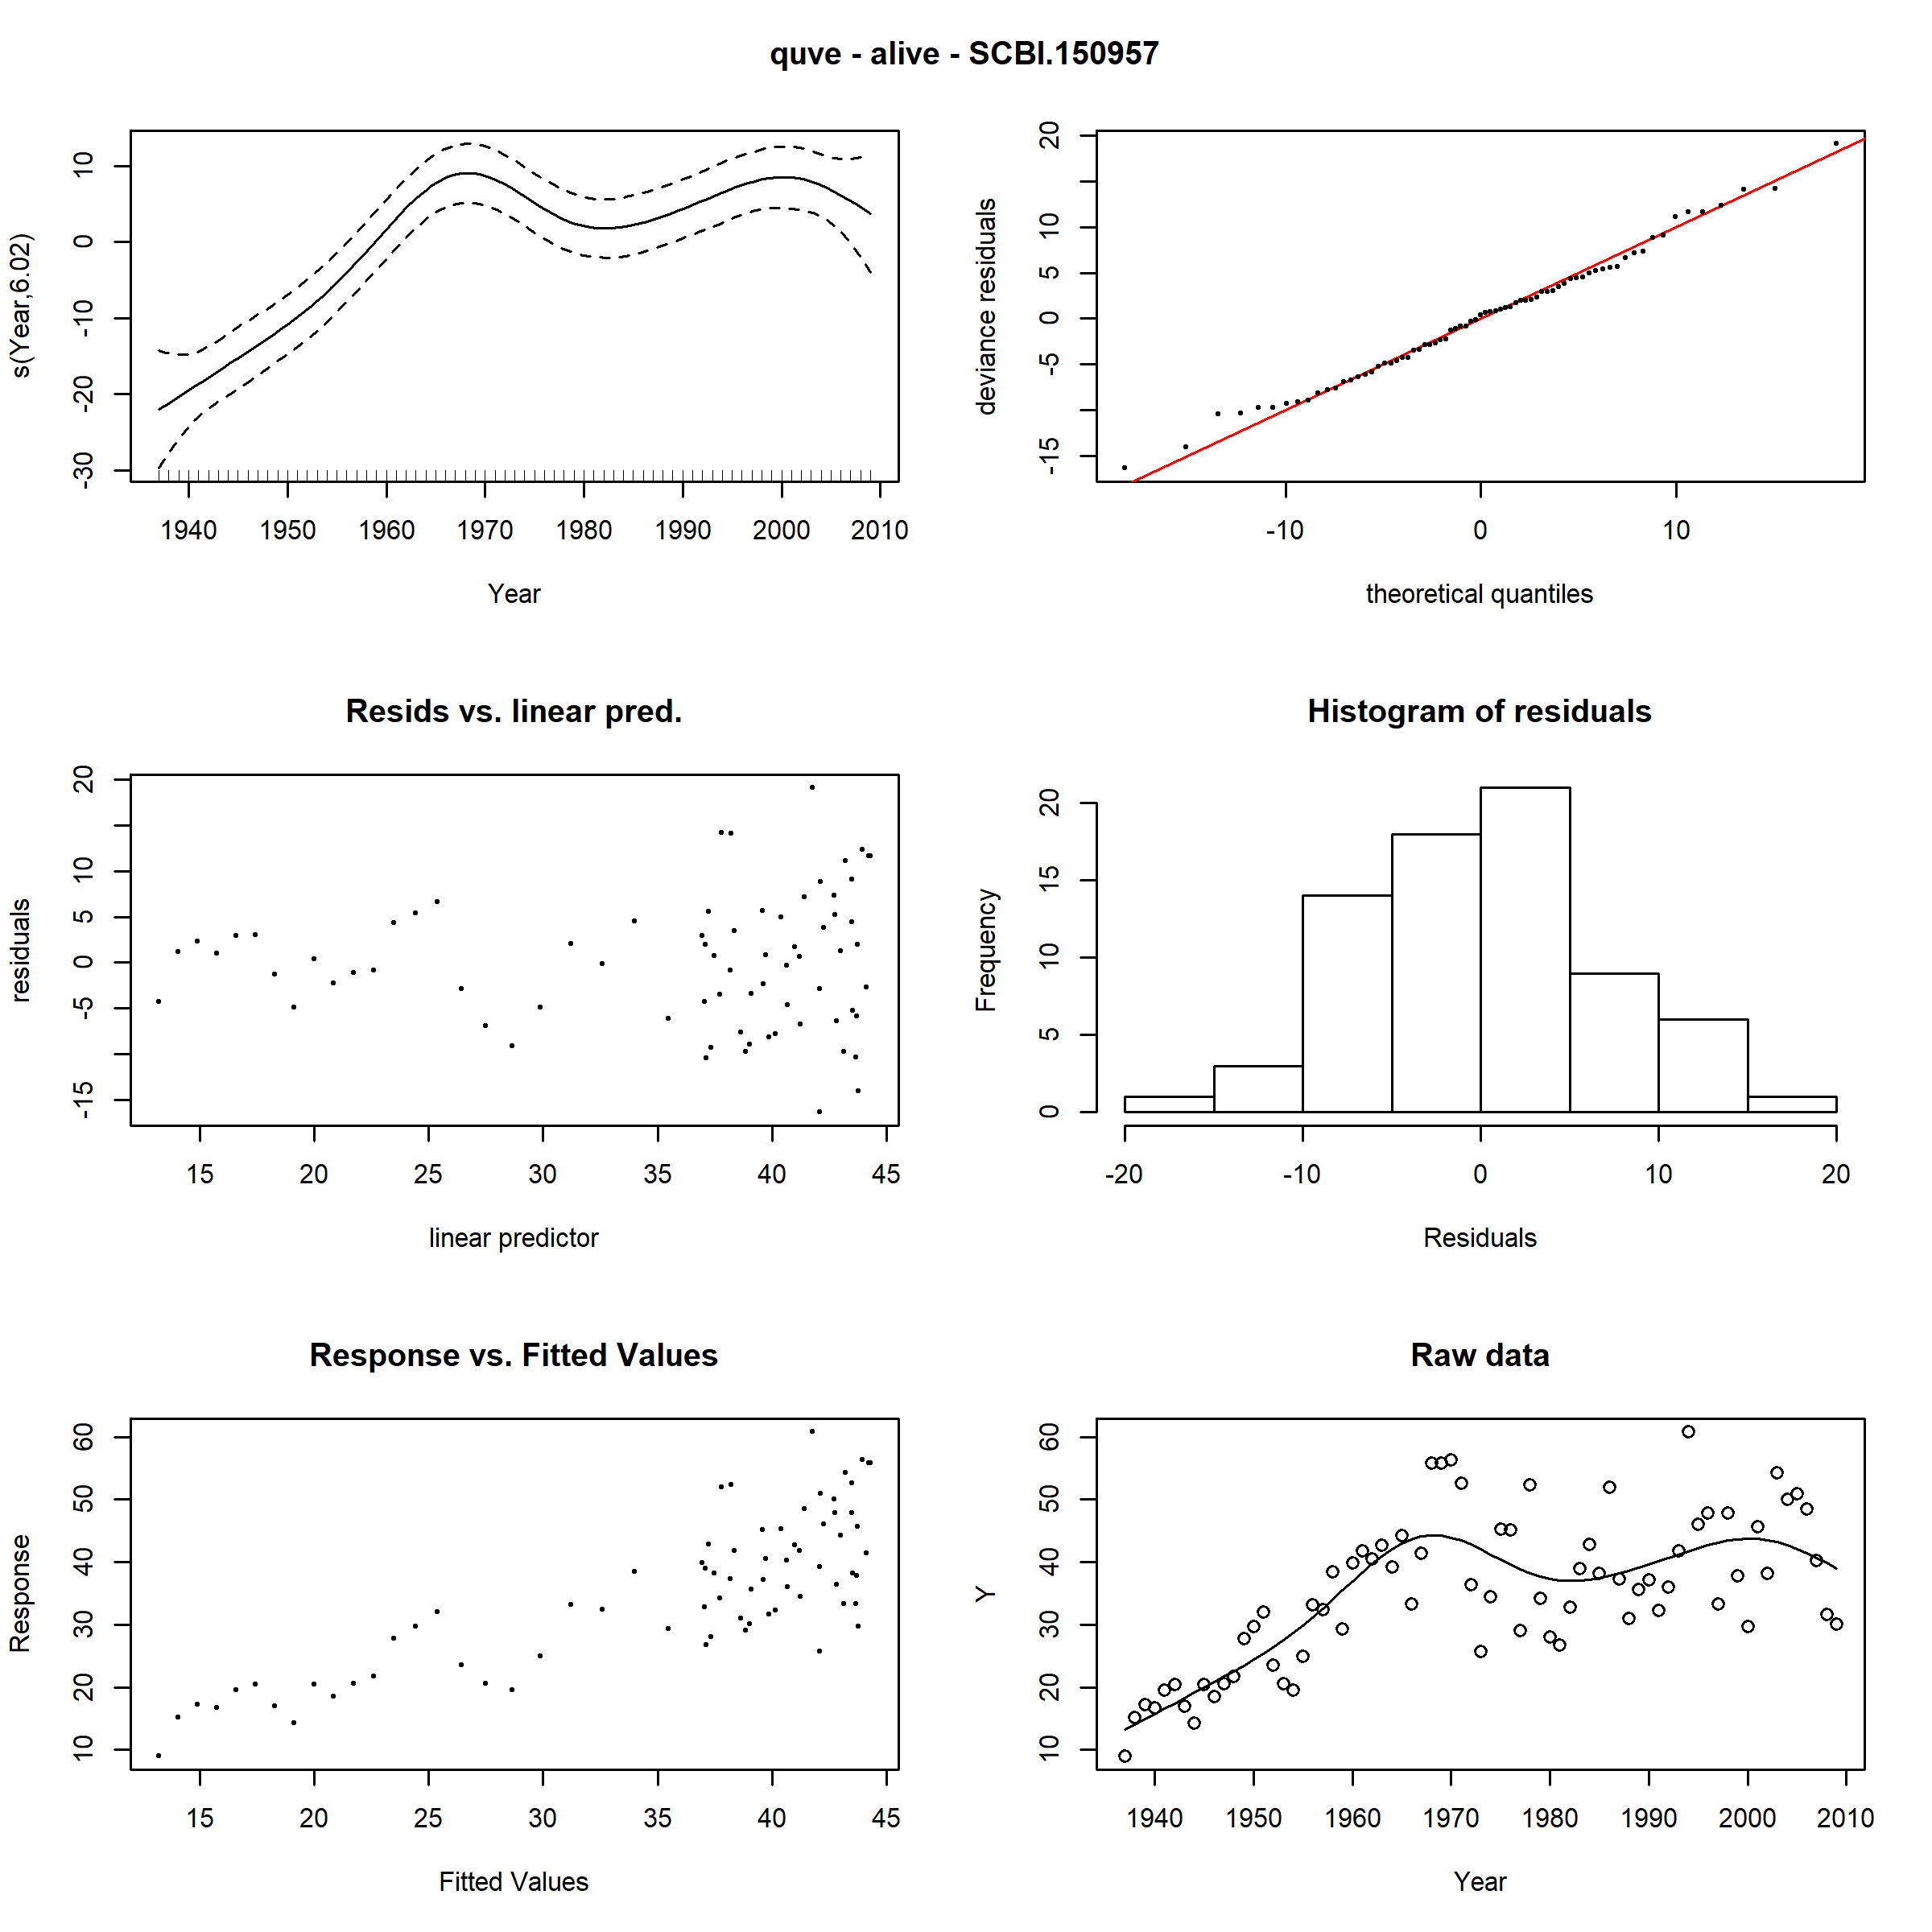 quve - alive - SCBI.150957
s(Year,6.02)
10
0
-10
-20
-30
1940 1950 1960 1970 1980 1990 2000 2010
Year
deviance residuals
20
10
5
0
-5
-15
-10 0 10
theoretical quantiles
Resids vs. linear pred.
residuals
20
10
5
0
-5
-15
15 20 25 30 35 40 45
linear predictor
Histogram of residuals
Frequency
20
15
10
5
0
-20 -10 0 10 20
Residuals
Response vs. Fitted Values
Response
60
50
40
30
20
10
15 20 25 30 35 40 45
Fitted Values
Raw data
Y
60
50
40
30
20
10
1940 1950 1960 1970 1980 1990 2000 2010
Year